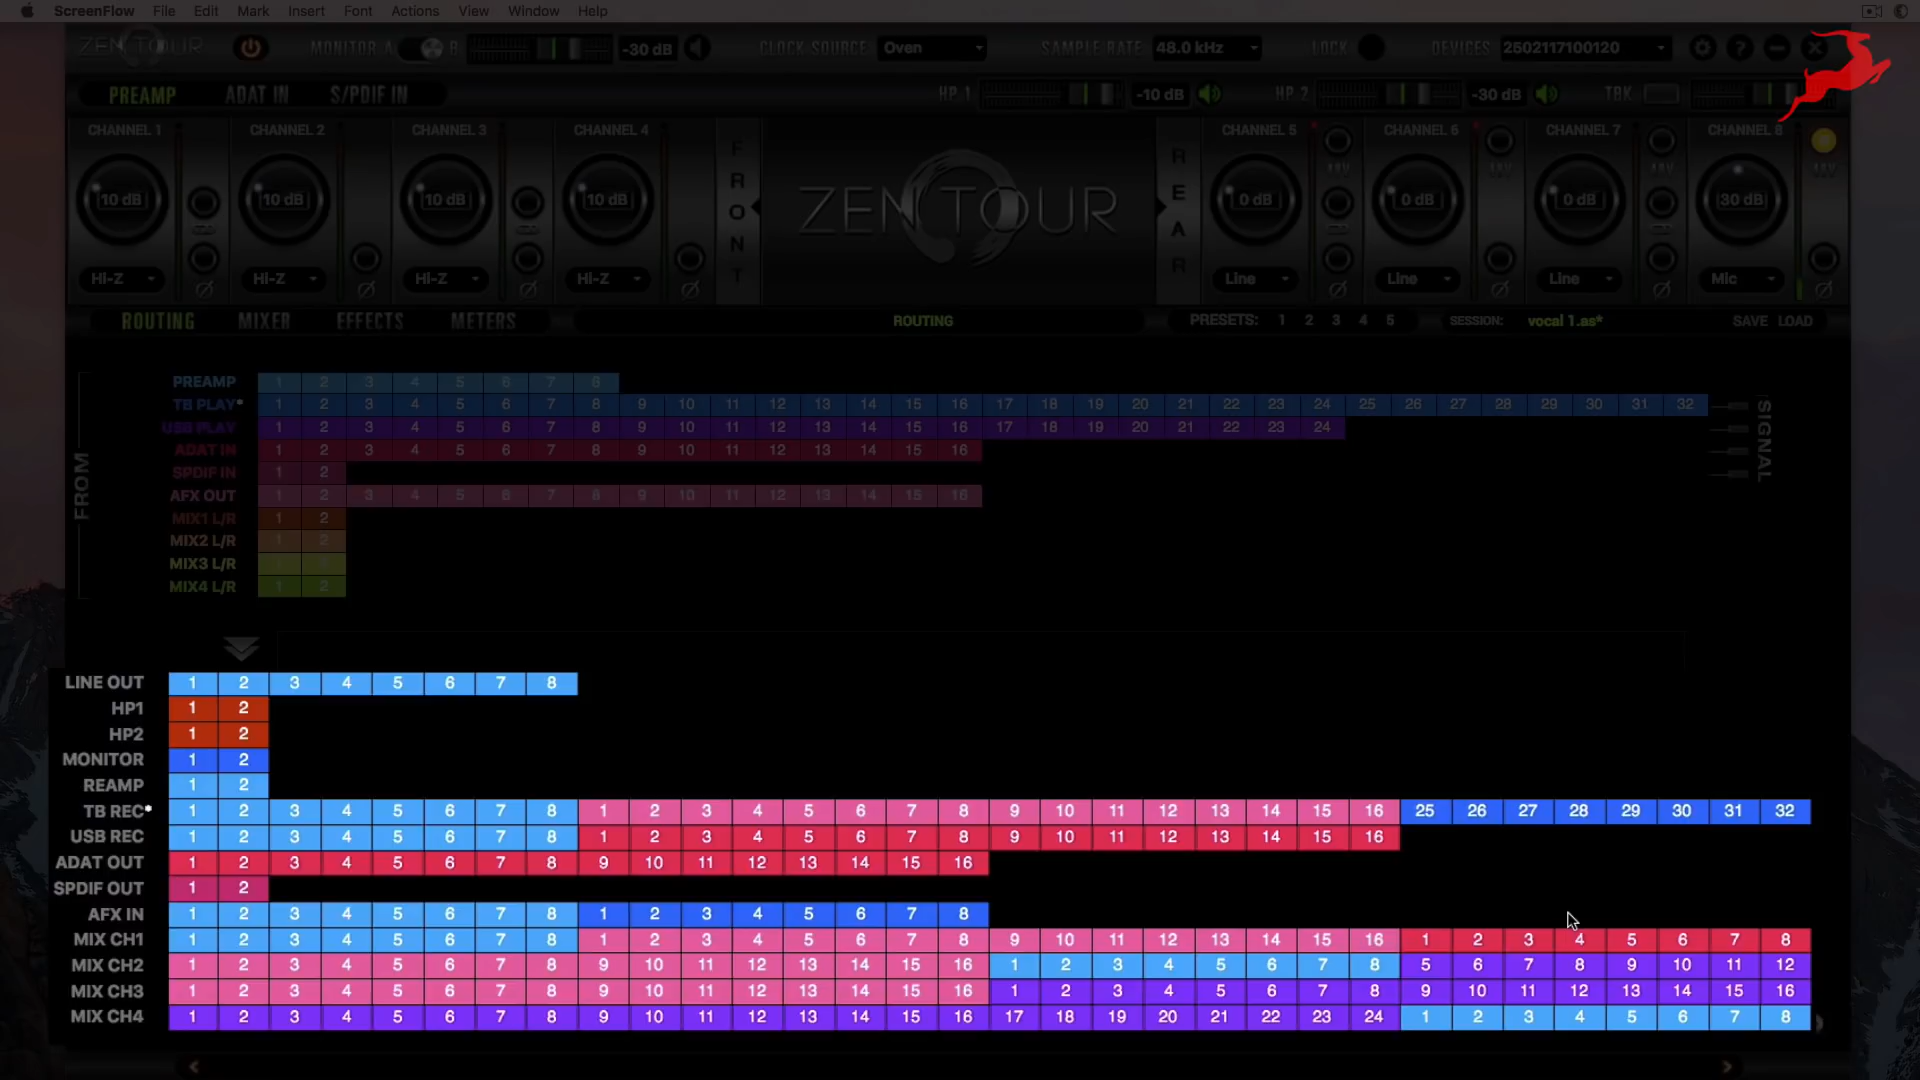 ScreenFlow File Edit Mark Insert Font Actions View Window Help
ZEN TOUR MONITOR A B -30 dB CLOCK SOURCE Oven SAMPLE RATE 48.0 kHz LOCK DEVICES 2502117100120 ?
PREAMP ADAT IN S/PDIF IN HP 1 -10 dB HP 2 -30 dB TBK
CHANNEL 1 CHANNEL 2 CHANNEL 3 CHANNEL 4 CHANNEL 5 CHANNEL 6 CHANNEL 7 CHANNEL 8
48V 48V 48V 48V
10 dB 10 dB 10 dB 10 dB FRONT ZEN TOUR REAR 0 dB 0 dB 0 dB 30 dB
Hi-Z Hi-Z Hi-Z Hi-Z Line Line Line Mic
ROUTING MIXER EFFECTS METERS ROUTING PRESETS: 1 2 3 4 5 SESSION: vocal 1.as* SAVE LOAD
FROM
SIGNAL
PREAMP 1 2 3 4 5 6 7 8
TB PLAY* 1 2 3 4 5 6 7 8 9 10 11 12 13 14 15 16 17 18 19 20 21 22 23 24 25 26 27 28 29 30 31 32
USB PLAY 1 2 3 4 5 6 7 8 9 10 11 12 13 14 15 16 17 18 19 20 21 22 23 24
ADAT IN 1 2 3 4 5 6 7 8 9 10 11 12 13 14 15 16
SPDIF IN 1 2
AFX OUT 1 2 3 4 5 6 7 8 9 10 11 12 13 14 15 16
MIX1 L/R 1 2
MIX2 L/R 1 2
MIX3 L/R
MIX4 L/R 1 2
LINE OUT 1 2 3 4 5 6 7 8
HP1 1 2
HP2 1 2
MONITOR 1 2
REAMP 1 2
TB REC* 1 2 3 4 5 6 7 8 1 2 3 4 5 6 7 8 9 10 11 12 13 14 15 16 25 26 27 28 29 30 31 32
USB REC 1 2 3 4 5 6 7 8 1 2 3 4 5 6 7 8 9 10 11 12 13 14 15 16
ADAT OUT 1 2 3 4 5 6 7 8 9 10 11 12 13 14 15 16
SPDIF OUT 1 2
AFX IN 1 2 3 4 5 6 7 8 1 2 3 4 5 6 7 8
MIX CH1 1 2 3 4 5 6 7 8 1 2 3 4 5 6 7 8 9 10 11 12 13 14 15 16 1 2 3 4 5 6 7 8
MIX CH2 1 2 3 4 5 6 7 8 9 10 11 12 13 14 15 16 1 2 3 4 5 6 7 8 5 6 7 8 9 10 11 12
MIX CH3 1 2 3 4 5 6 7 8 9 10 11 12 13 14 15 16 1 2 3 4 5 6 7 8 9 10 11 12 13 14 15 16
MIX CH4 1 2 3 4 5 6 7 8 9 10 11 12 13 14 15 16 17 18 19 20 21 22 23 24 1 2 3 4 5 6 7 8